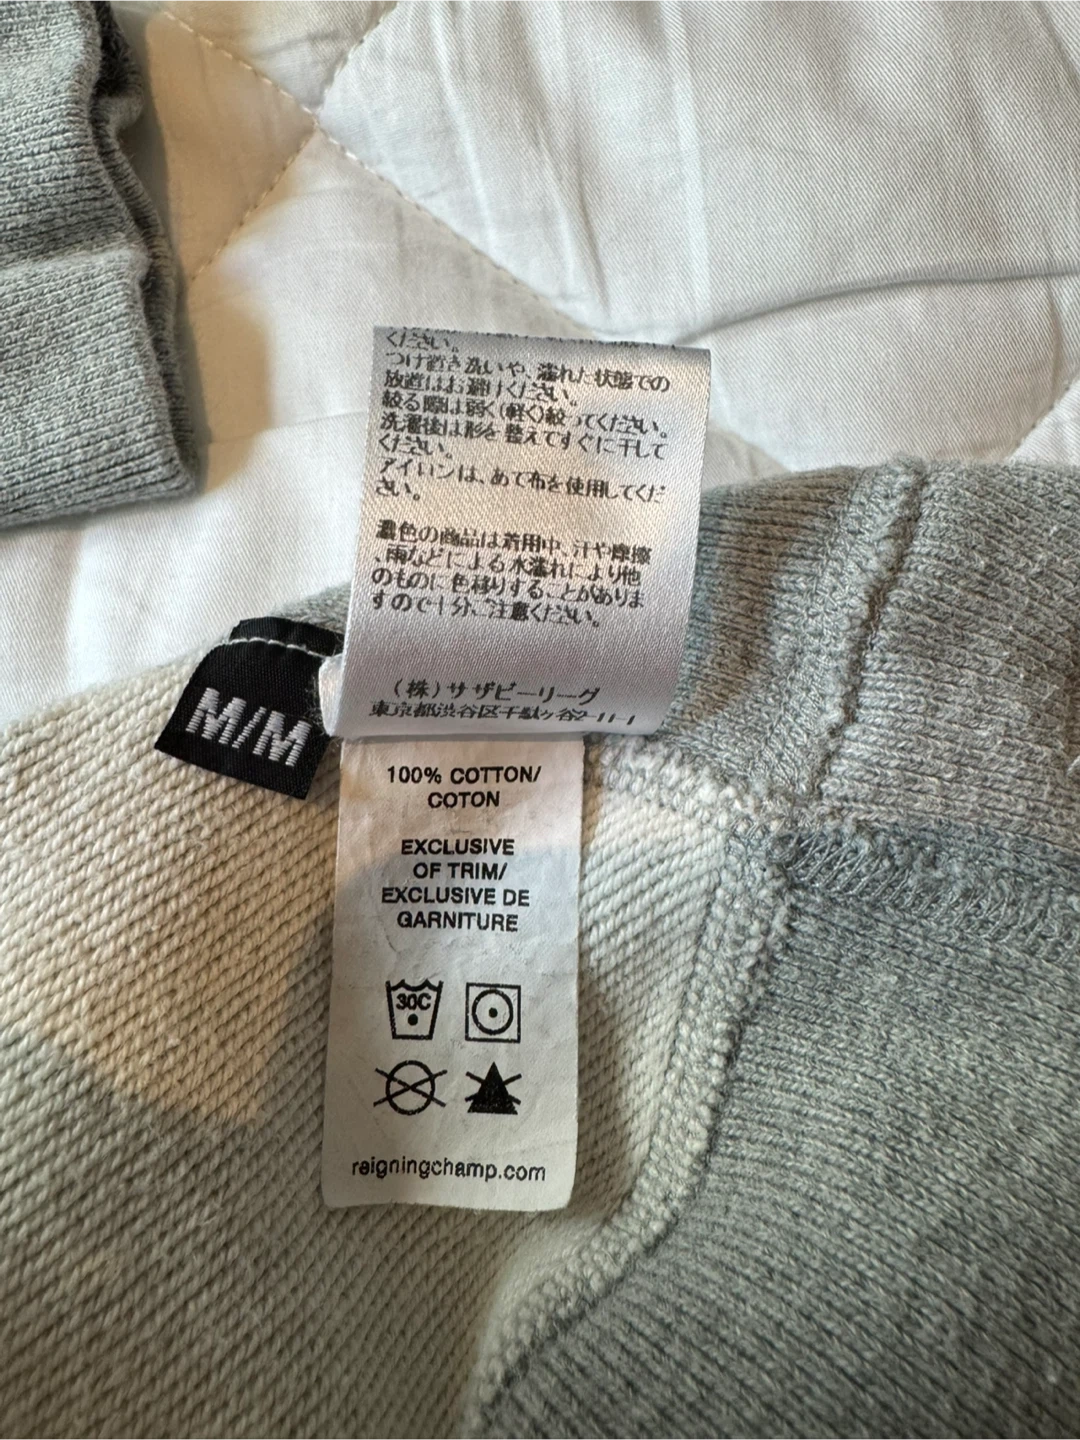 ください。
つけ置き洗いや、濡れた状態での
放置はお避けください。
絞る際は弱く(軽く)絞ってください。
洗濯後は形を整えてすぐに干して
ください。
アイロンは、あて布を使用してくだ
さい。
濃色の商品は着用中、汗や摩擦
、雨などによる水濡れにより他
のものに色移りすることがありま
すので十分ご注意ください。
(株)サザビーリーグ
東京都渋谷区千駄ヶ谷2-11-1
M/M
100% COTTON/
COTON
EXCLUSIVE
OF TRIM/
EXCLUSIVE DE
GARNITURE
30C
reigningchamp.com